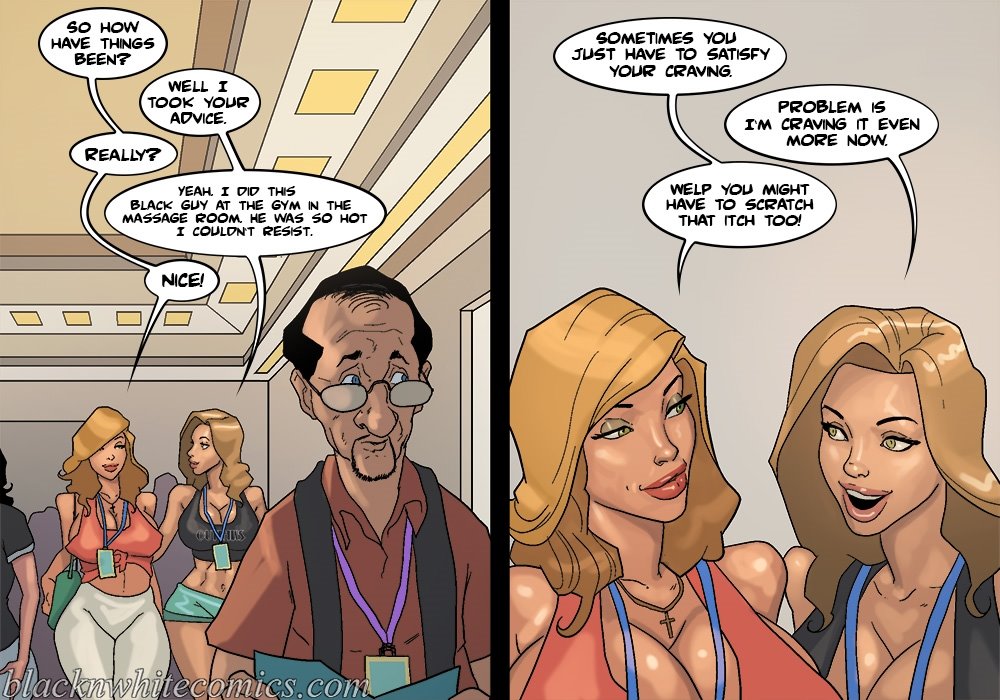 SO HOW
HAVE THINGS
BEEN?
WELL I
TOOK YOUR
ADVICE.
REALLY?
YEAH. I DID THIS
BLACK GUY AT THE GYM IN THE
MASSAGE ROOM. HE WAS SO HOT
I COULDN'T RESIST.
NICE!
SOMETIMES YOU
JUST HAVE TO SATISFY
YOUR CRAVNG.
PROBLEM IS
I'M CRAVING IT EVEN
MORE NOW.
WELP YOU MIGHT
HAVE TO SCRATCH
THAT ITCH TOO!
blacknwhitecomics.com